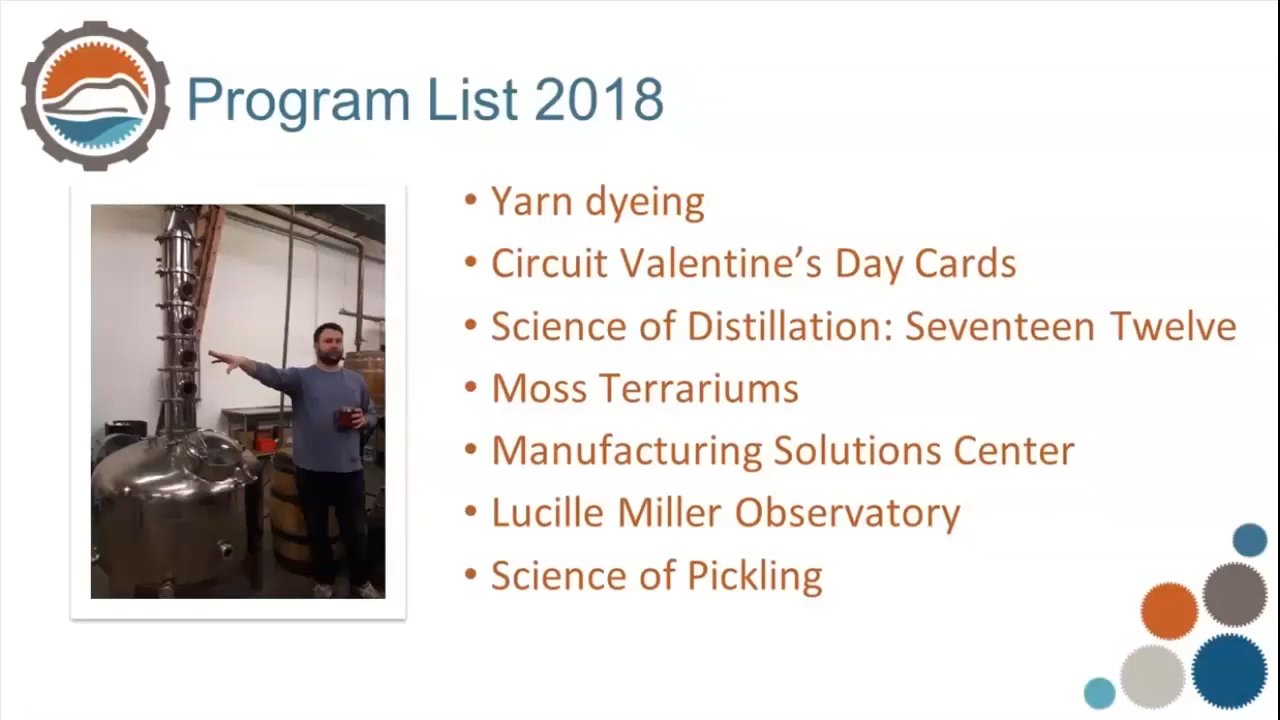 Program List 2018
• Yarn dyeing
• Circuit Valentine’s Day Cards
• Science of Distillation: Seventeen Twelve
• Moss Terrariums
• Manufacturing Solutions Center
• Lucille Miller Observatory
• Science of Pickling